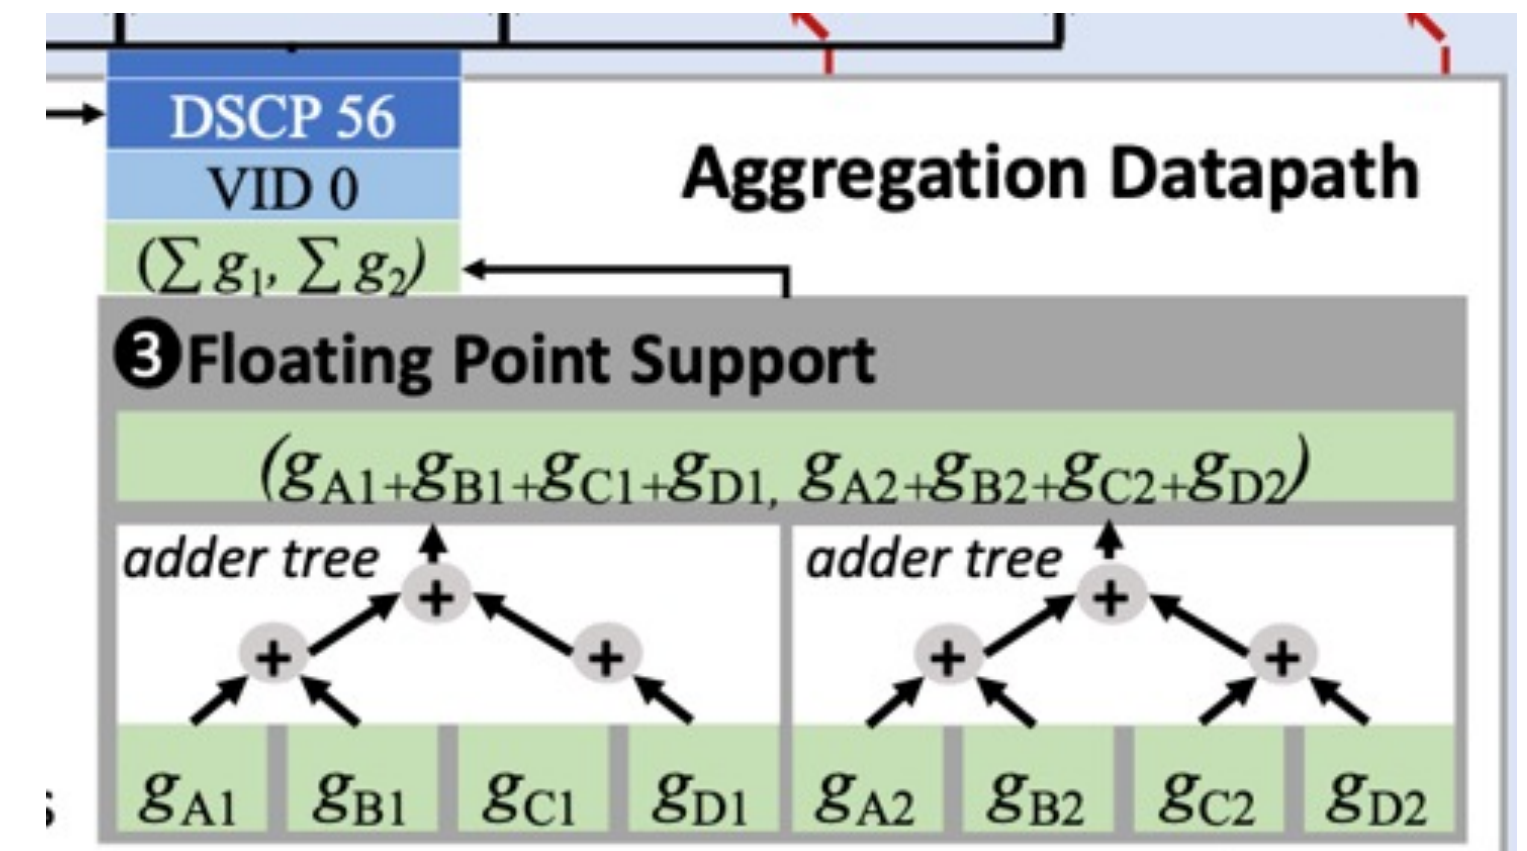 DSCP 56
VID 0
Aggregation Datapath
(∑ g1, ∑ g2)
❸Floating Point Support
(gA1+gB1+gC1+gD1, gA2+gB2+gC2+gD2)
adder tree
adder tree
+
+
+ +
+ +
gA1 gB1 gC1 gD1 gA2 gB2 gC2 gD2